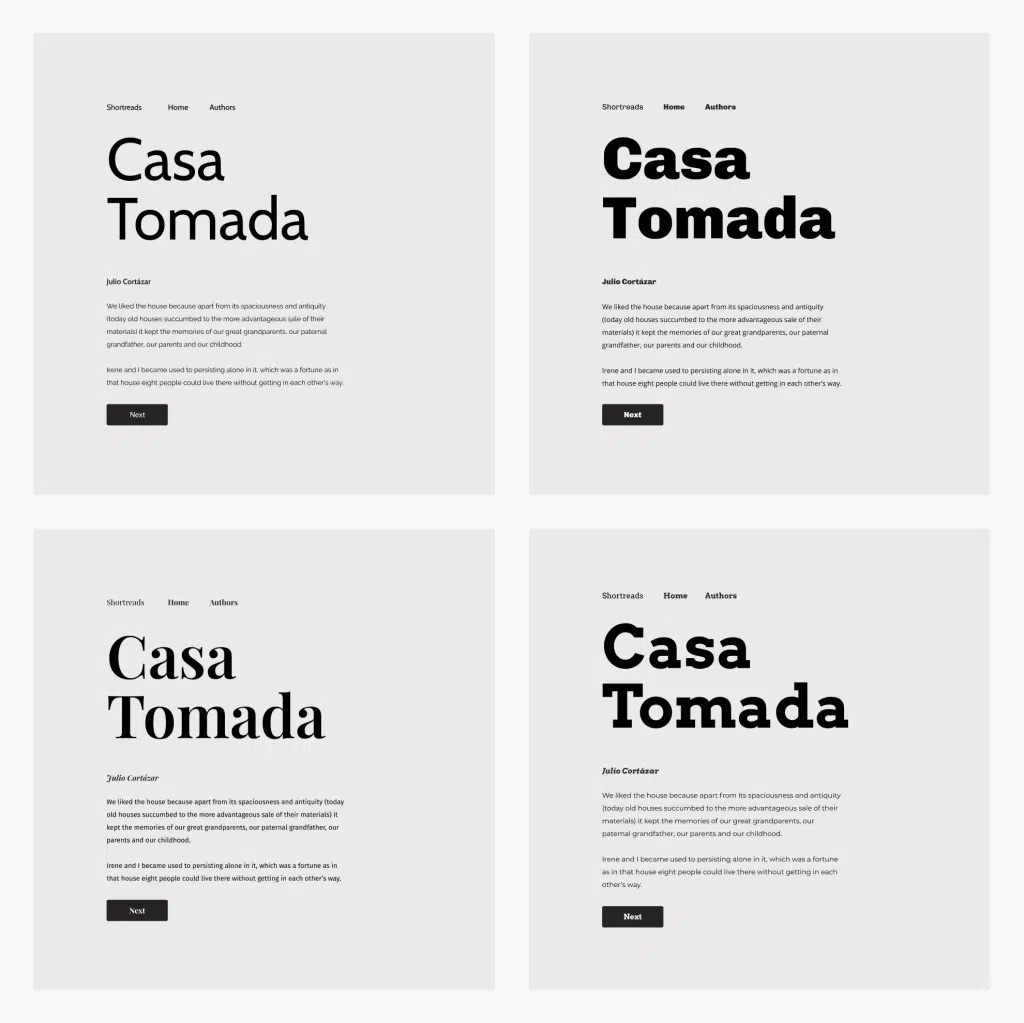 Shortreads Home Authors
Casa
Tomada
Julio Cortázar
We liked the house because apart from its spaciousness and antiquity
(today old houses succumbed to the more advantageous sale of their
materials) it kept the memories of our great grandparents, our paternal
grandfather, our parents and our childhood.
Irene and I became used to persisting alone in it, which was a fortune as in
that house eight people could live there without getting in each other's way.
Next
Shortreads Home Authors
Casa
Tomada
Julio Cortázar
We liked the house because apart from its spaciousness and antiquity
(today old houses succumbed to the more advantageous sale of their
materials) it kept the memories of our great grandparents, our paternal
grandfather, our parents and our childhood.
Irene and I became used to persisting alone in it, which was a fortune as in
that house eight people could live there without getting in each other's way.
Next
Shortreads Home Authors
Casa
Tomada
Julio Cortázar
We liked the house because apart from its spaciousness and antiquity (today
old houses succumbed to the more advantageous sale of their materials) it
kept the memories of our great grandparents, our paternal grandfather, our
parents and our childhood.
Irene and I became used to persisting alone in it, which was a fortune as in
that house eight people could live there without getting in each other's way.
Next
Shortreads Home Authors
Casa
Tomada
Julio Cortázar
We liked the house because apart from its spaciousness and antiquity
(today old houses succumbed to the more advantageous sale of their
materials) it kept the memories of our great grandparents, our
paternal grandfather, our parents and our childhood.
Irene and I became used to persisting alone in it, which was a fortune
as in that house eight people could live there without getting in each
other's way.
Next